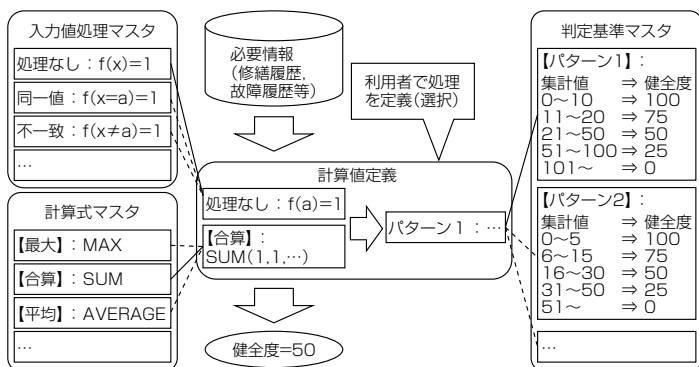 入力値処理マスタ
処理なし：f(x)=1
同一値：f(x=a)=1
不一致：f(x≠a)=1
…
計算式マスタ
【最大】：MAX
【合算】：SUM
【平均】：AVERAGE
…
必要情報
（修繕履歴，
故障履歴等）
利用者で処理
を定義（選択）
計算値定義
処理なし：f(a)=1
【合算】：
SUM(1,1,…)
パターン1：…
健全度=50
判定基準マスタ
【パターン1】：
集計値 ⇒ 健全度
0～10 ⇒ 100
11～20 ⇒ 75
21～50 ⇒ 50
51～100 ⇒ 25
101～ ⇒ 0
【パターン2】：
集計値 ⇒ 健全度
0～5 ⇒ 100
6～15 ⇒ 75
16～30 ⇒ 50
31～50 ⇒ 25
51～ ⇒ 0
…